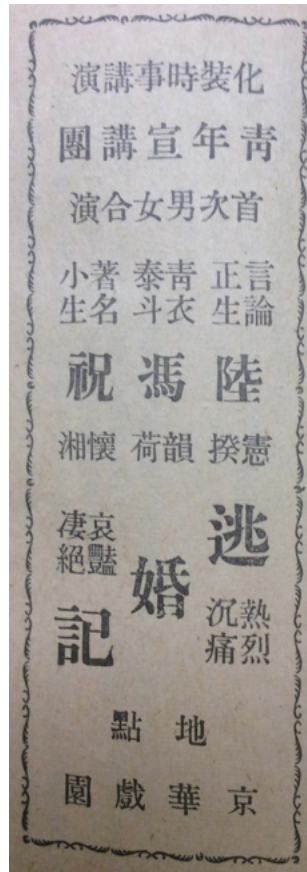 化裝時事講演
青年宣講團
首次男女合演
言論正生
陸憲揆
青衣泰斗
馮韻荷
著名小生
祝懷湘
逃婚記
熱烈沉痛
哀豔凄絕
地點
京華戲園